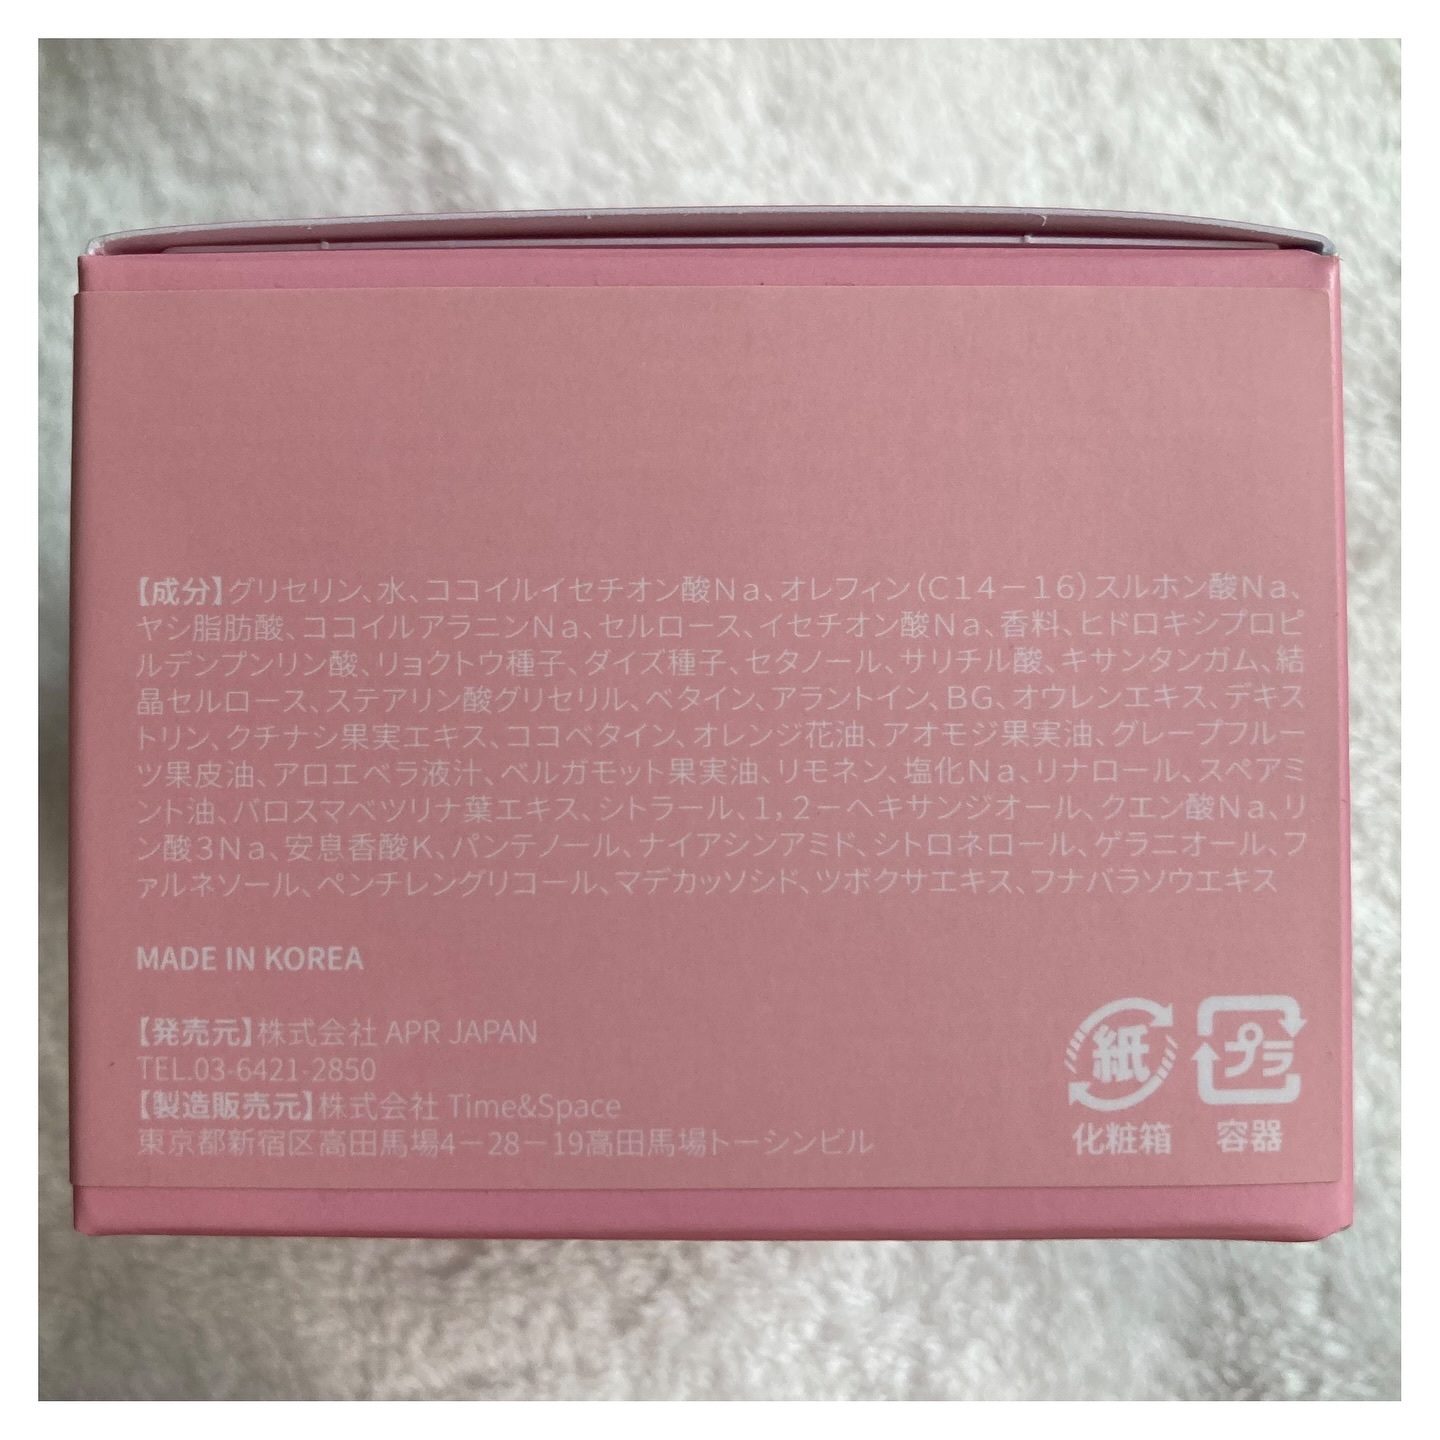 【成分】グリセリン、水、ココイルイセチオン酸Na、オレフィン(C14－16)スルホン酸Na、
ヤシ脂肪酸、ココイルアラニンNa、セルロース、イセチオン酸Na、香料、ヒドロキシプロピ
ルデンプンリン酸、リョクトウ種子、ダイズ種子、セタノール、サリチル酸、キサンタンガム、結
晶セルロース、ステアリン酸グリセリル、ベタイン、アラントイン、BG、オウレンエキス、デキス
トリン、クチナシ果実エキス、ココベタイン、オレンジ花油、アオモジ果実油、グレープフルー
ツ果皮油、アロエベラ液汁、ベルガモット果実油、リモネン、塩化Na、リナロール、スペアミ
ント油、バロスマベツリナ葉エキス、シトラール、1,2－ヘキサンジオール、クエン酸Na、リ
ン酸3Na、安息香酸K、パンテノール、ナイアシンアミド、シトロネロール、ゲラニオール、フ
ァルネソール、ペンチレングリコール、マデカッソシド、ツボクサエキス、フナバラソウエキス
MADE IN KOREA
【発売元】株式会社 APR JAPAN
TEL.03-6421-2850
【製造販売元】株式会社 Time&Space
東京都新宿区高田馬場4－28－19高田馬場トーシンビル
紙 プラ
化粧箱 容器